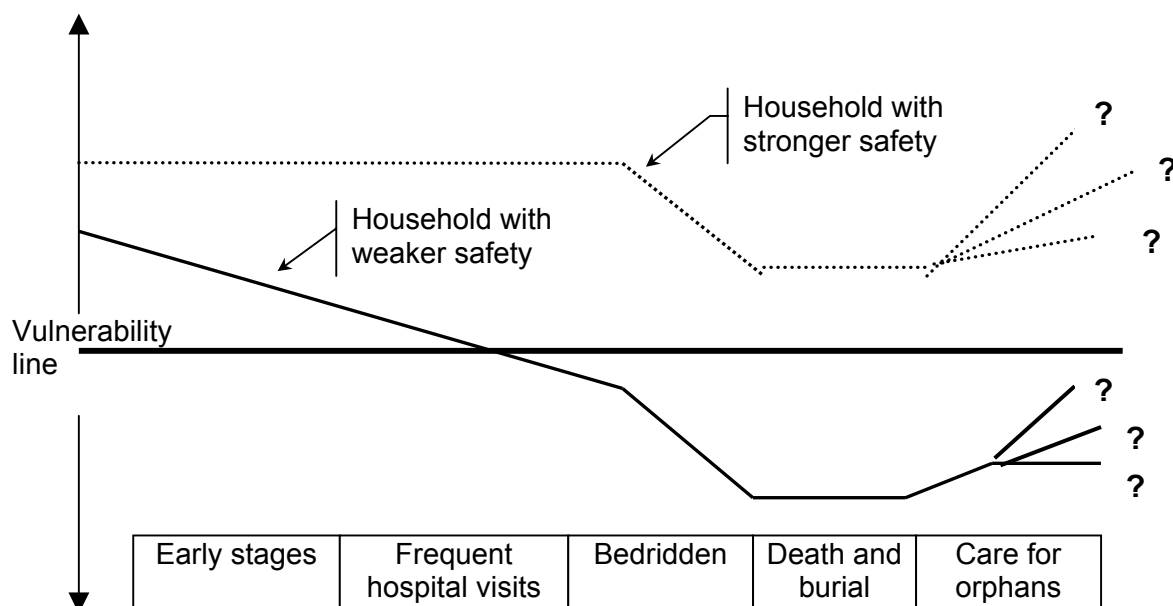 Household with
stronger safety
?
?
?
Household with
weaker safety
Vulnerability
line
?
?
?
Early stages
Frequent
hospital visits
Bedridden
Death and
burial
Care for
orphans